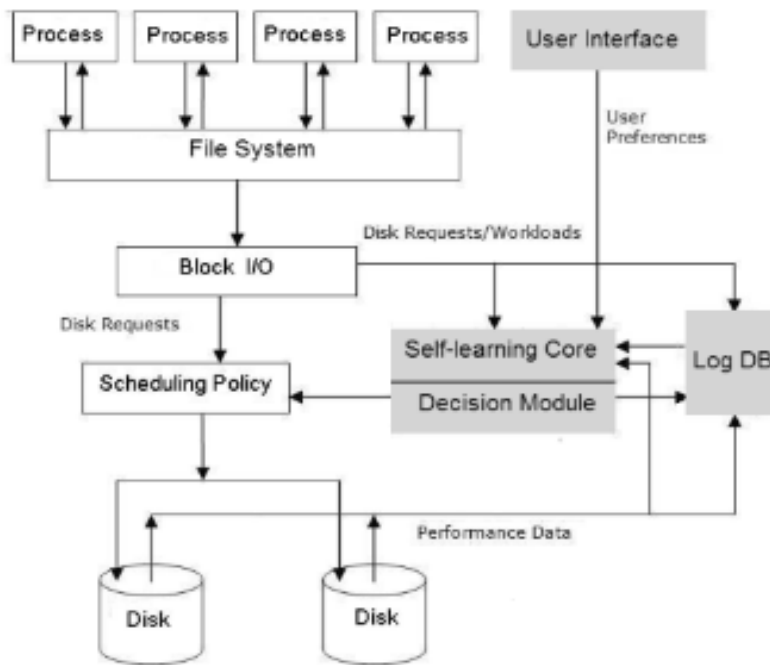 Process
Process
Process
Process
User Interface
User
Preferences
File System
Disk Requests/Workloads
Block I/O
Disk Requests
Self-learning Core
Log DB
Scheduling Policy
Decision Module
Performance Data
Disk
Disk